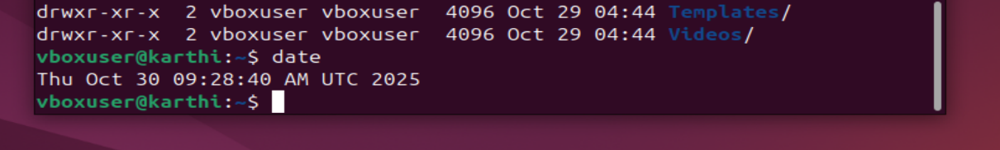 drwxr-xr-x  2 vboxuser vboxuser  4096 Oct 29 04:44 Templates/
drwxr-xr-x  2 vboxuser vboxuser  4096 Oct 29 04:44 Videos/
vboxuser@karthi:~$ date
Thu Oct 30 09:28:40 AM UTC 2025
vboxuser@karthi:~$